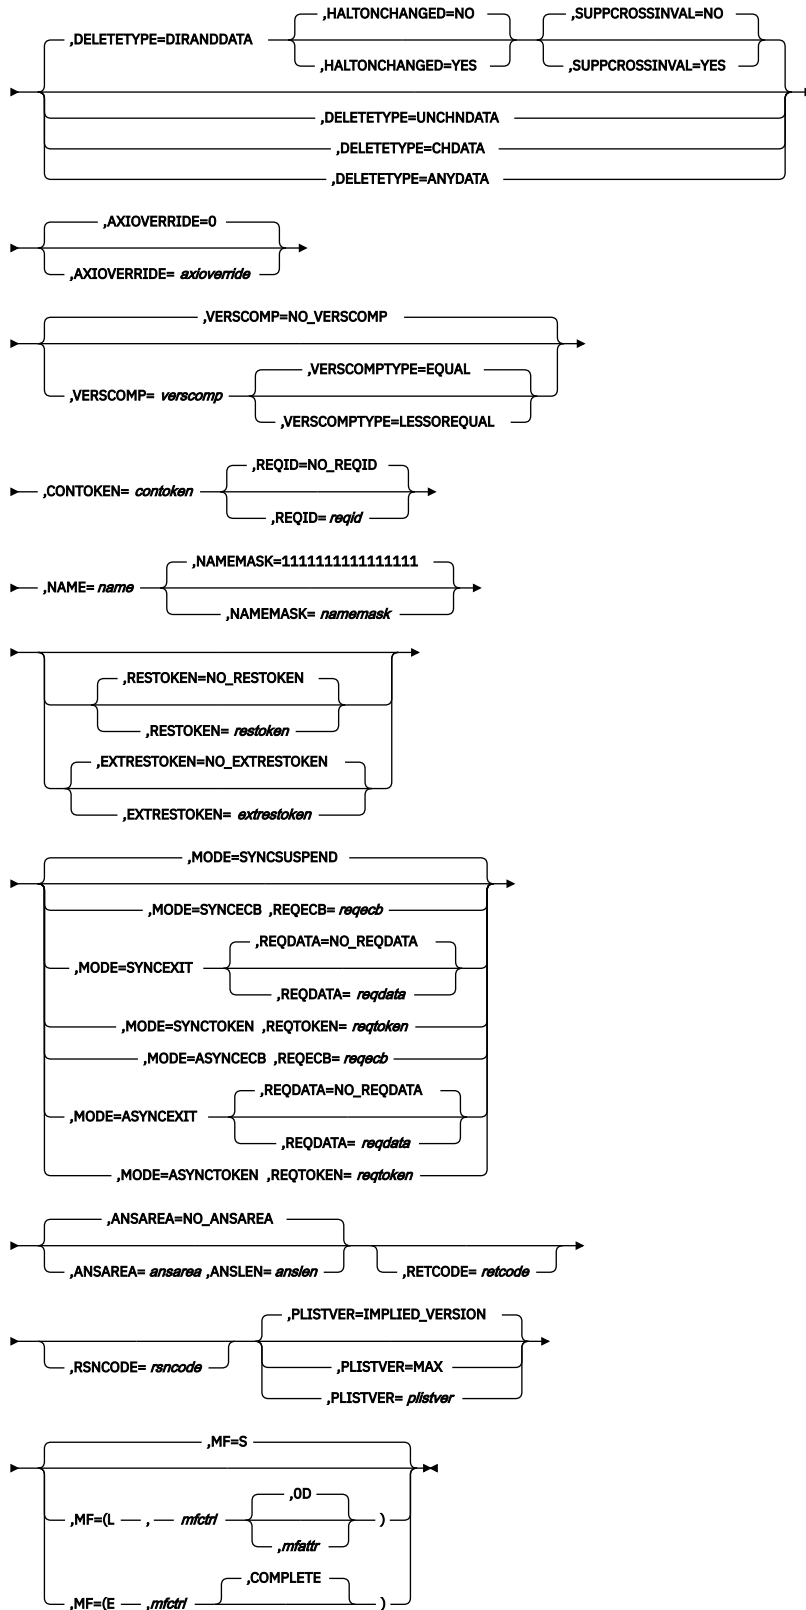 ,HALTONCHANGED=NO ,SUPPCROSSINVAL=NO
,DELETETYPE=DIRANDDATA
,HALTONCHANGED=YES ,SUPPCROSSINVAL=YES
,DELETETYPE=UNCHNDATA
,DELETETYPE=CHDATA
,DELETETYPE=ANYDATA
,AXIOVERRIDE=0
,AXIOVERRIDE= axioverride
,VERSCOMP=NO_VERSCOMP
,VERSCOMPTYPE=EQUAL
,VERSCOMP= verscomp
,VERSCOMPTYPE=LESSOREQUAL
,REQID=NO_REQID
,CONTOKEN= contoken
,REQID= reqid
,NAMEMASK=1111111111111111
,NAME= name
,NAMEMASK= namemask
,RESTOKEN=NO_RESTOKEN
,RESTOKEN= restoken
,EXTRESTOKEN=NO_EXTRESTOKEN
,EXTRESTOKEN= extrestoken
,MODE=SYNCSUSPEND
,MODE=SYNCECB ,REQECB= reqecb
,REQDATA=NO_REQDATA
,MODE=SYNCEXIT
,REQDATA= reqdata
,MODE=SYNCTOKEN ,REQTOKEN= reqtoken
,MODE=ASYNCECB ,REQECB= reqecb
,REQDATA=NO_REQDATA
,MODE=ASYNCEXIT
,REQDATA= reqdata
,MODE=ASYNCTOKEN ,REQTOKEN= reqtoken
,ANSAREA=NO_ANSAREA
,ANSAREA= ansarea ,ANSLEN= anslen ,RETCODE= retcode
,PLISTVER=IMPLIED_VERSION
,RSNCODE= rsncode ,PLISTVER=MAX
,PLISTVER= plistver
,MF=S
,0D
,MF=(L , mfctrl )
,mfattr
,COMPLETE
,MF=(E ,mfctrl )